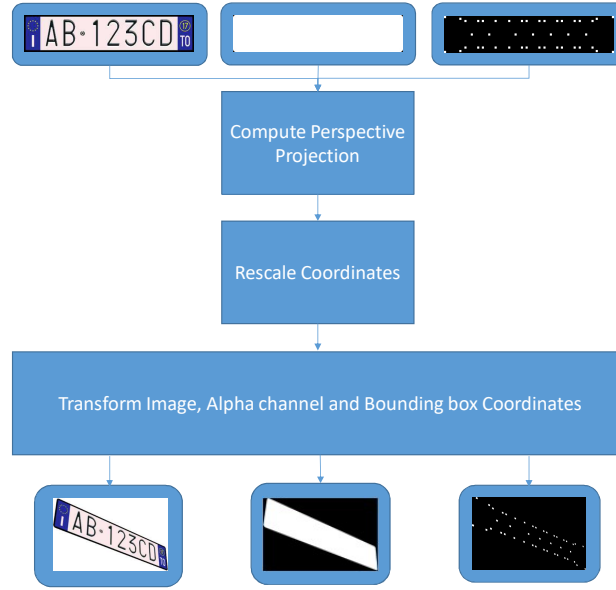 I AB·123CD 17 TO
Compute Perspective
Projection
Rescale Coordinates
Transform Image, Alpha channel and Bounding box Coordinates
I AB·123CD TO